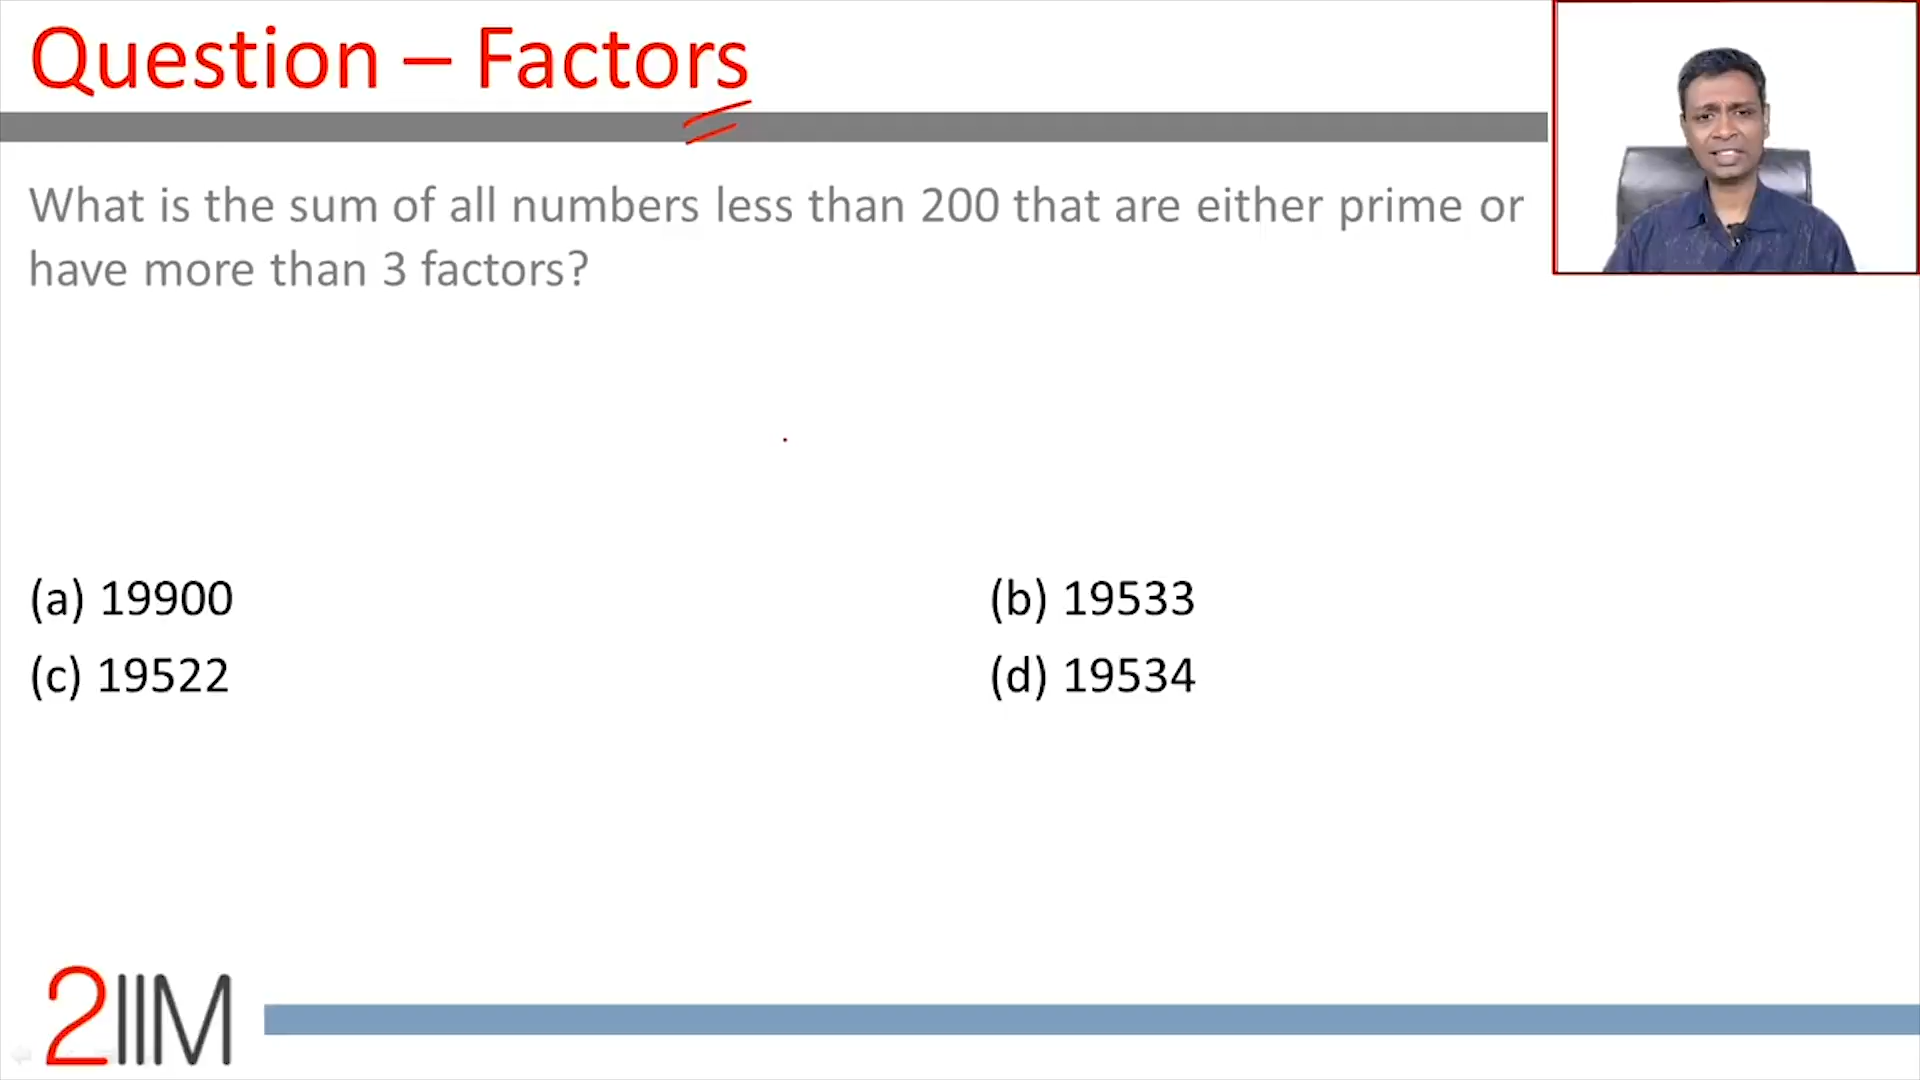 Question – Factors
What is the sum of all numbers less than 200 that are either prime or
have more than 3 factors?
(a) 19900
(b) 19533
(c) 19522
(d) 19534
2IIM